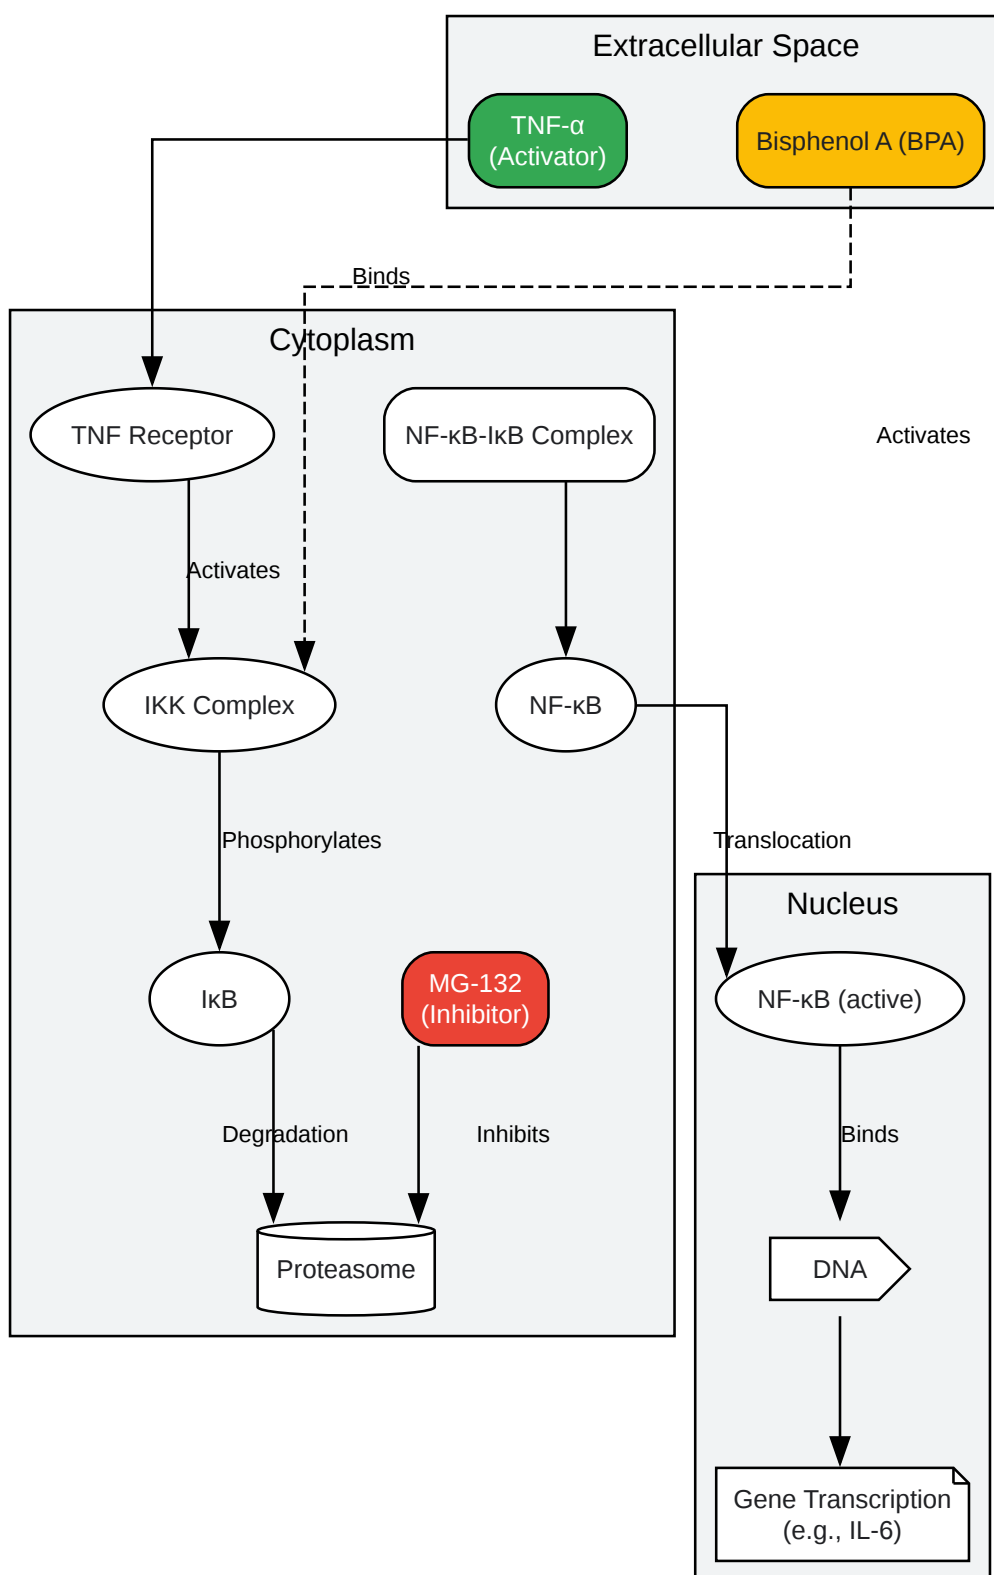 Extracellular Space
TNF-α
(Activator)
Bisphenol A (BPA)
Binds
Cytoplasm
TNF Receptor
NF-κB-IκB Complex
Activates
Activates
IKK Complex
NF-κB
Phosphorylates
Translocation
Nucleus
IκB
MG-132
(Inhibitor)
NF-κB (active)
Degradation
Inhibits
Binds
Proteasome
DNA
Gene Transcription
(e.g., IL-6)